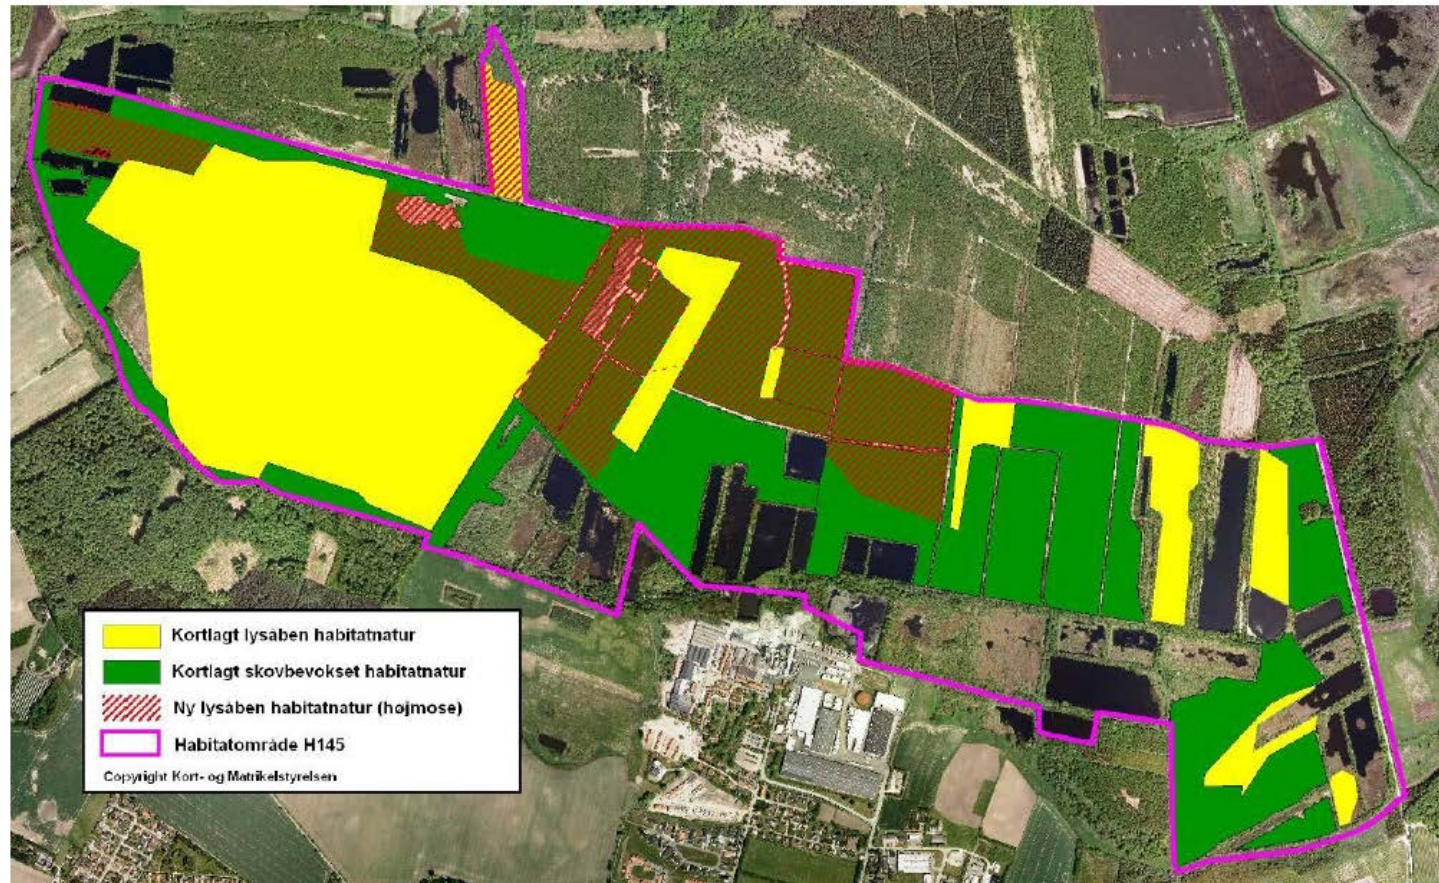 Kortlagt lysåben habitatnatur
Kortlagt skovbevokset habitatnatur
Ny lysåben habitatnatur (højmose)
Habitatområde H145
Copyright Kort- og Matrikelstyrelsen